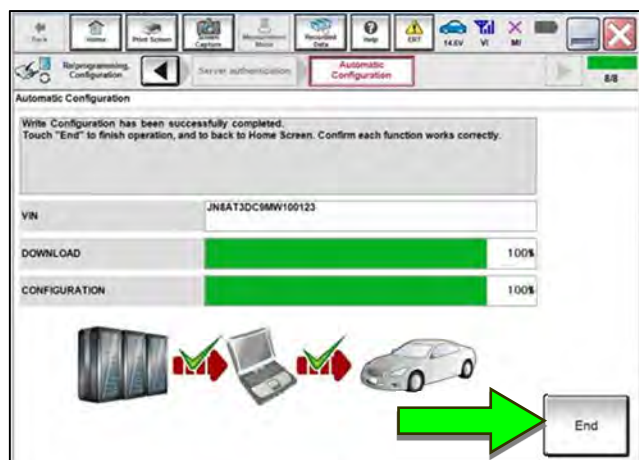 Back
Home
Print Screen
Screen
Capture
Measurement
Mode
Recorded
Data
Help
ERT
14.6V
VI
MI
Reprogramming,
Configuration
Server authentication
Automatic
Configuration
8/8
Automatic Configuration
Write Configuration has been successfully completed.
Touch "End" to finish operation, and to back to Home Screen. Confirm each function works correctly.
VIN
JN8AT3DC9MW100123
DOWNLOAD
100%
CONFIGURATION
100%
End